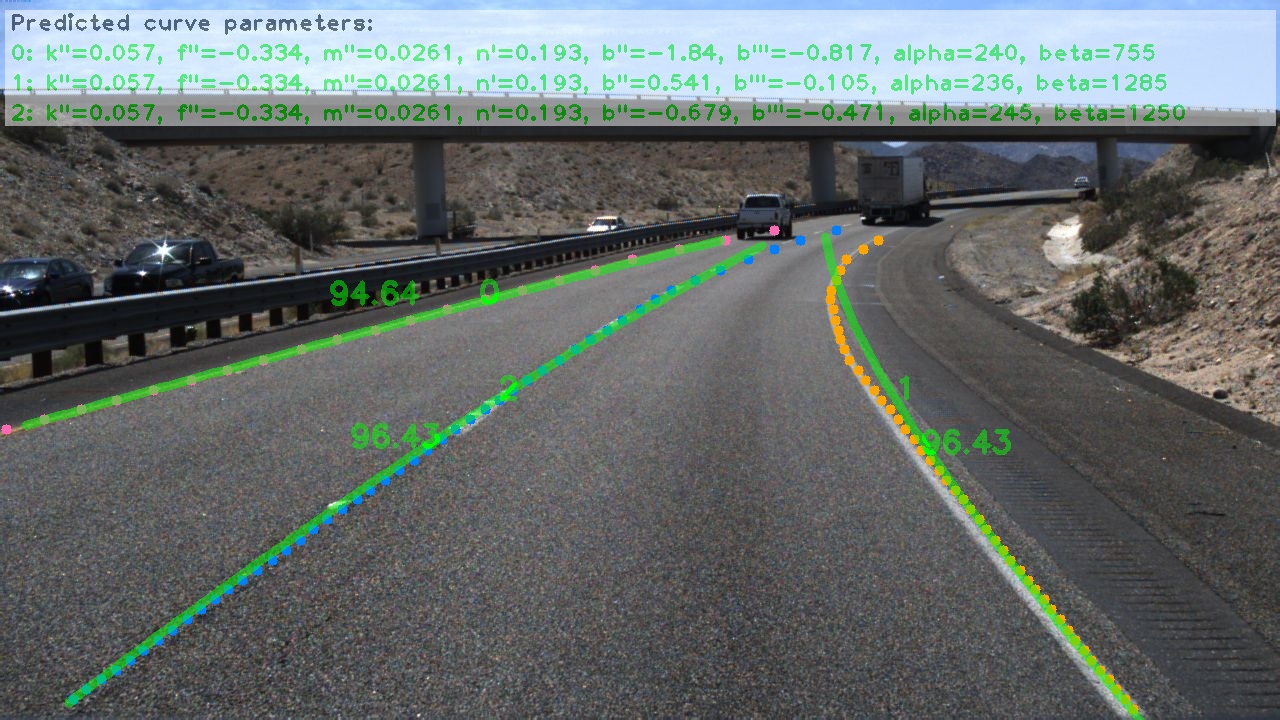 Predicted curve parameters:
0: k''=0.057, f''=-0.334, m''=0.0261, n'=0.193, b''=-1.84, b'''=-0.817, alpha=240, beta=755
1: k''=0.057, f''=-0.334, m''=0.0261, n'=0.193, b''=0.541, b'''=-0.105, alpha=236, beta=1285
2: k''=0.057, f''=-0.334, m''=0.0261, n'=0.193, b''=-0.679, b'''=-0.471, alpha=245, beta=1250
94.64 0
2
1
96.43
96.43